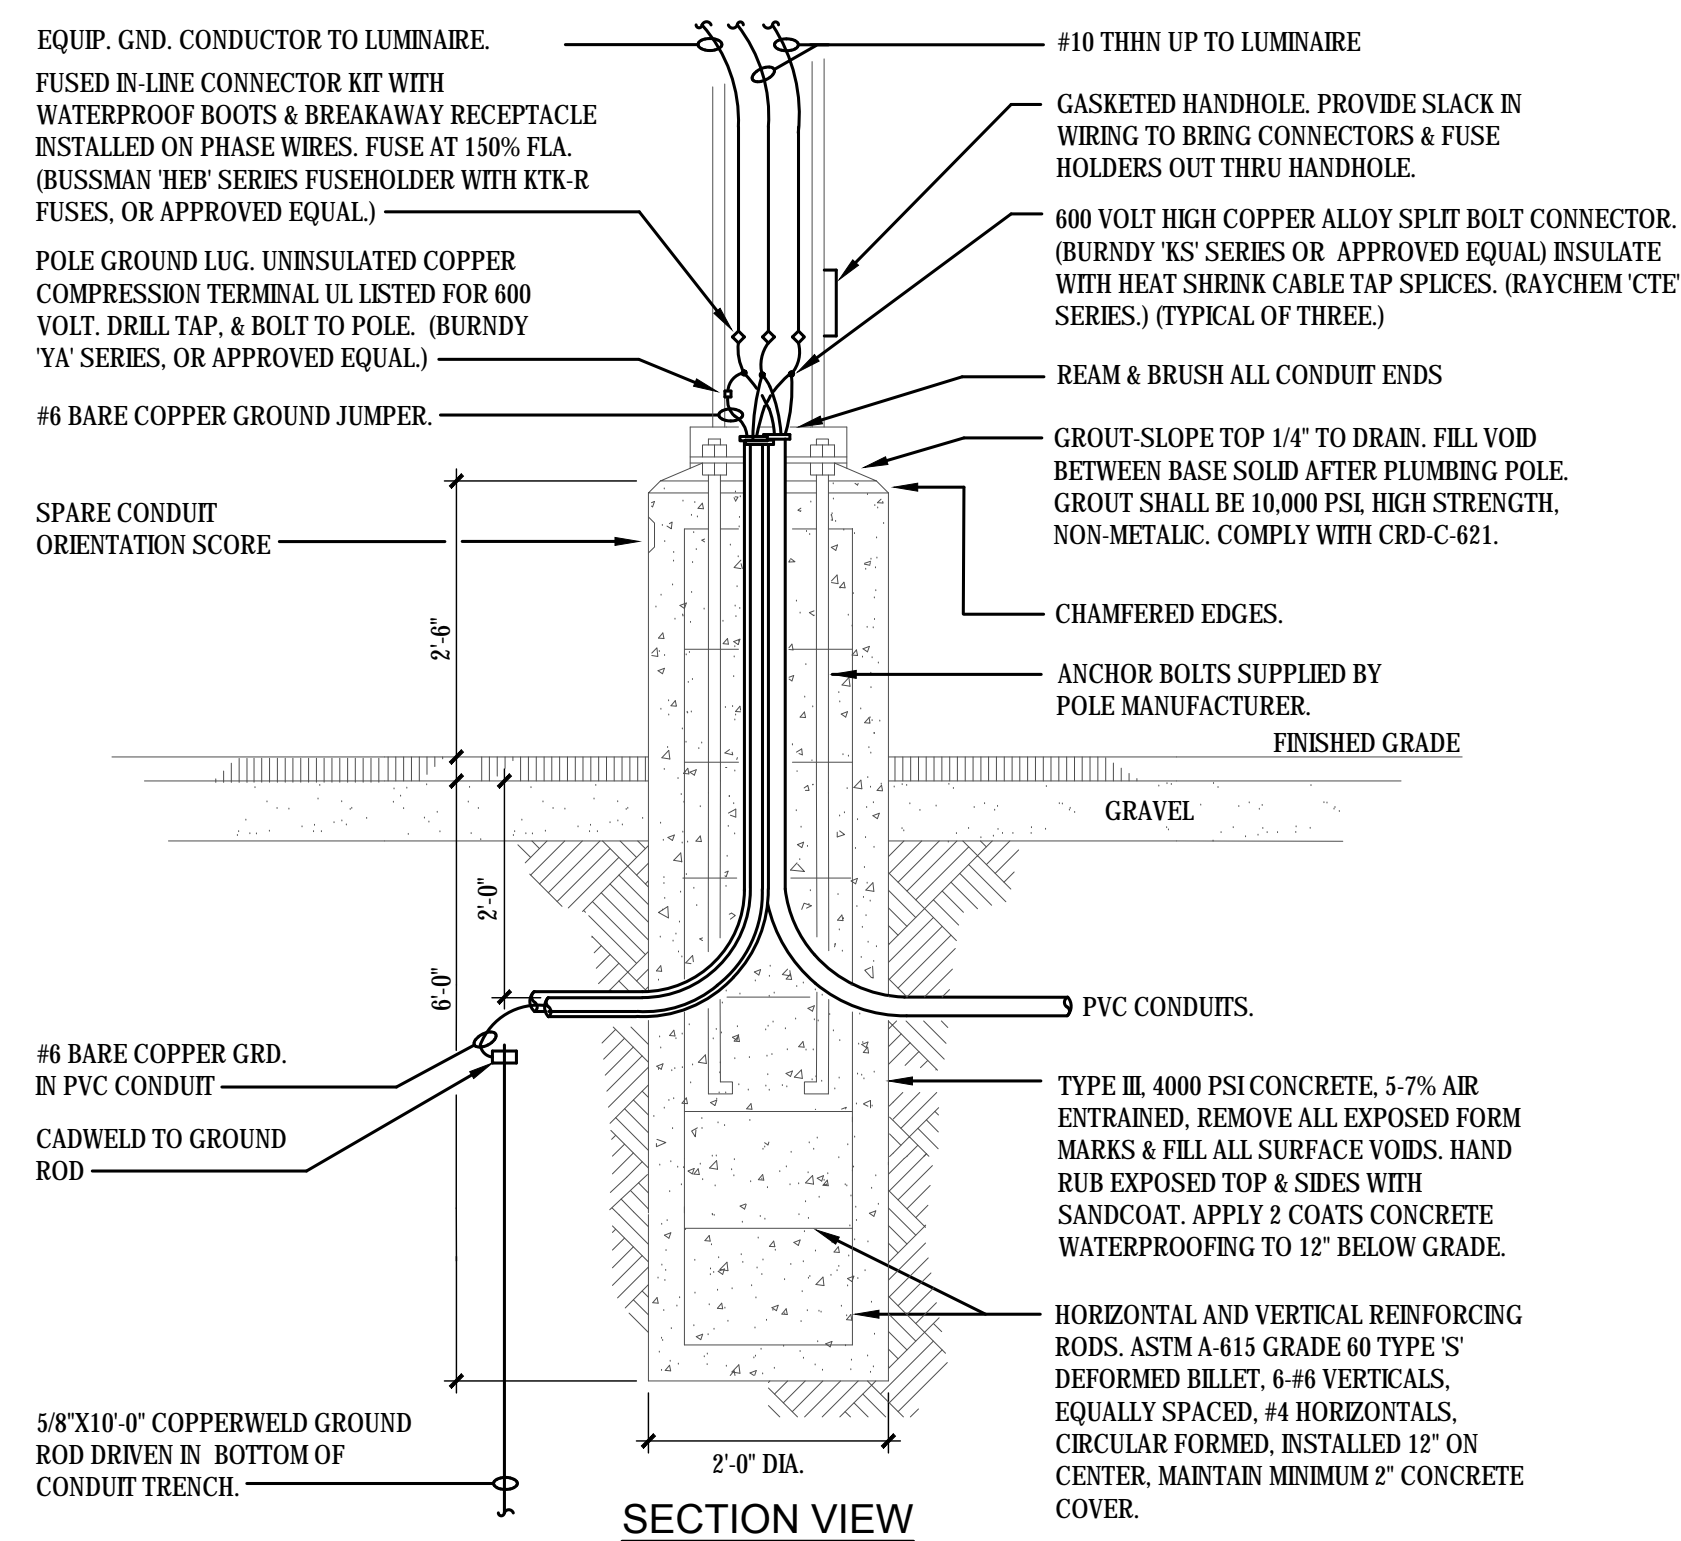 EQUIP. GND. CONDUCTOR TO LUMINAIRE.
FUSED IN-LINE CONNECTOR KIT WITH
WATERPROOF BOOTS & BREAKAWAY RECEPTACLE
INSTALLED ON PHASE WIRES. FUSE AT 150% FLA.
(BUSSMAN 'HEB' SERIES FUSEHOLDER WITH KTK-R
FUSES, OR APPROVED EQUAL.)
POLE GROUND LUG. UNINSULATED COPPER
COMPRESSION TERMINAL UL LISTED FOR 600
VOLT. DRILL TAP, & BOLT TO POLE. (BURNDY
'YA' SERIES, OR APPROVED EQUAL.)
#6 BARE COPPER GROUND JUMPER.
SPARE CONDUIT
ORIENTATION SCORE
2'-6"
2'-0"
6'-0"
#6 BARE COPPER GRD.
IN PVC CONDUIT
CADWELD TO GROUND
ROD
5/8"X10'-0" COPPERWELD GROUND
ROD DRIVEN IN BOTTOM OF
CONDUIT TRENCH.
#10 THHN UP TO LUMINAIRE
GASKETED HANDHOLE. PROVIDE SLACK IN
WIRING TO BRING CONNECTORS & FUSE
HOLDERS OUT THRU HANDHOLE.
600 VOLT HIGH COPPER ALLOY SPLIT BOLT CONNECTOR.
(BURNDY 'KS' SERIES OR APPROVED EQUAL) INSULATE
WITH HEAT SHRINK CABLE TAP SPLICES. (RAYCHEM 'CTE'
SERIES.) (TYPICAL OF THREE.)
REAM & BRUSH ALL CONDUIT ENDS
GROUT-SLOPE TOP 1/4" TO DRAIN. FILL VOID
BETWEEN BASE SOLID AFTER PLUMBING POLE.
GROUT SHALL BE 10,000 PSI, HIGH STRENGTH,
NON-METALIC. COMPLY WITH CRD-C-621.
CHAMFERED EDGES.
ANCHOR BOLTS SUPPLIED BY
POLE MANUFACTURER.
FINISHED GRADE
GRAVEL
PVC CONDUITS.
TYPE III, 4000 PSI CONCRETE, 5-7% AIR
ENTRAINED, REMOVE ALL EXPOSED FORM
MARKS & FILL ALL SURFACE VOIDS. HAND
RUB EXPOSED TOP & SIDES WITH
SANDCOAT. APPLY 2 COATS CONCRETE
WATERPROOFING TO 12" BELOW GRADE.
HORIZONTAL AND VERTICAL REINFORCING
RODS. ASTM A-615 GRADE 60 TYPE 'S'
DEFORMED BILLET, 6-#6 VERTICALS,
EQUALLY SPACED, #4 HORIZONTALS,
CIRCULAR FORMED, INSTALLED 12" ON
CENTER, MAINTAIN MINIMUM 2" CONCRETE
COVER.
2'-0" DIA.
SECTION VIEW